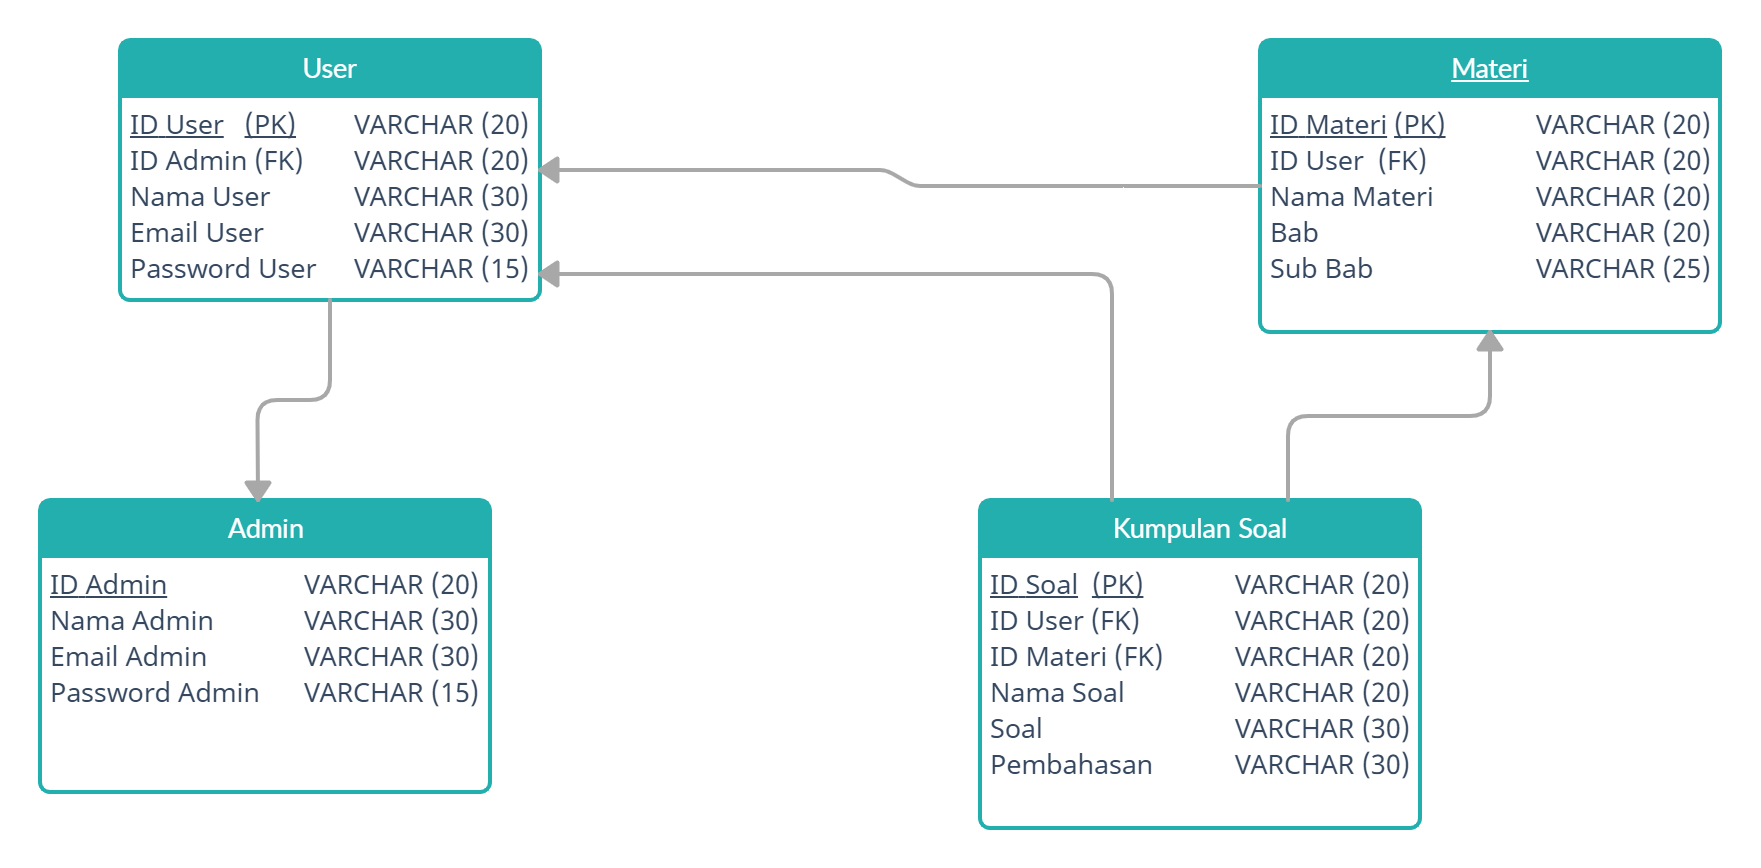 User
ID User (PK) VARCHAR (20)
ID Admin (FK) VARCHAR (20)
Nama User VARCHAR (30)
Email User VARCHAR (30)
Password User VARCHAR (15)
Materi
ID Materi (PK) VARCHAR (20)
ID User (FK) VARCHAR (20)
Nama Materi VARCHAR (20)
Bab VARCHAR (20)
Sub Bab VARCHAR (25)
Admin
ID Admin VARCHAR (20)
Nama Admin VARCHAR (30)
Email Admin VARCHAR (30)
Password Admin VARCHAR (15)
Kumpulan Soal
ID Soal (PK) VARCHAR (20)
ID User (FK) VARCHAR (20)
ID Materi (FK) VARCHAR (20)
Nama Soal VARCHAR (20)
Soal VARCHAR (30)
Pembahasan VARCHAR (30)